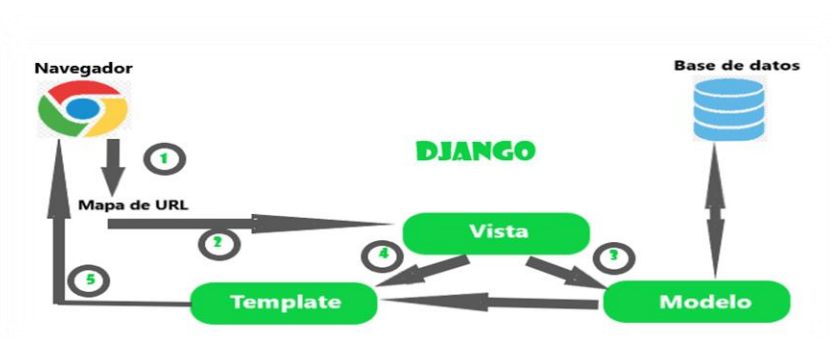 Navegador
Base de datos
DJANGO
1
Mapa de URL
2
Vista
4
3
5
Template
Modelo